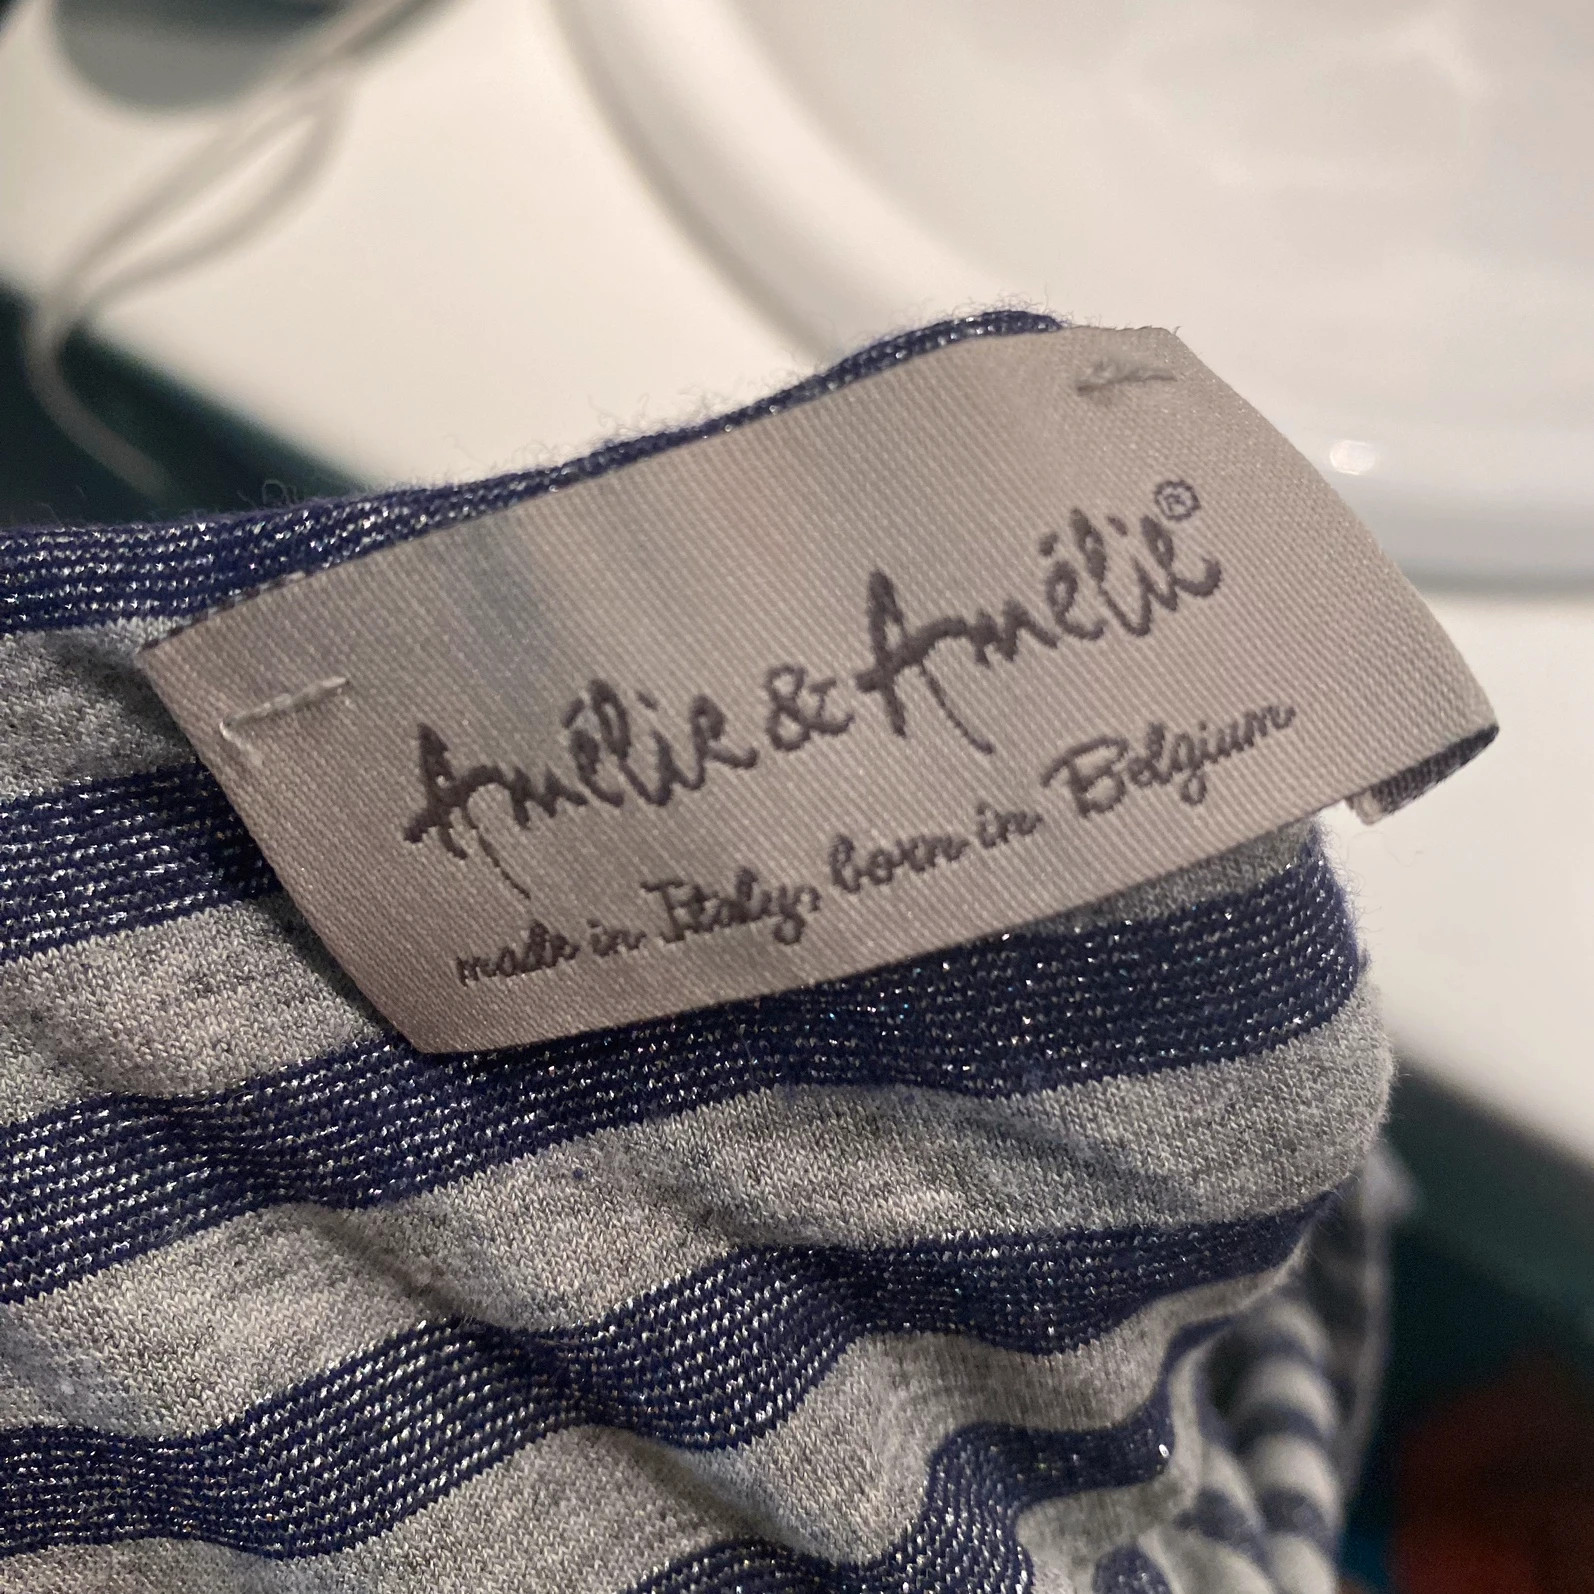 Amélie & Amélie®
made in Italy, born in Belgium